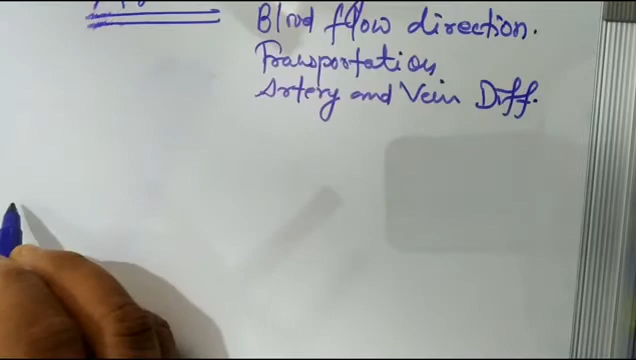 Blood flow direction.
Transportation
Artery and Vein Diff.